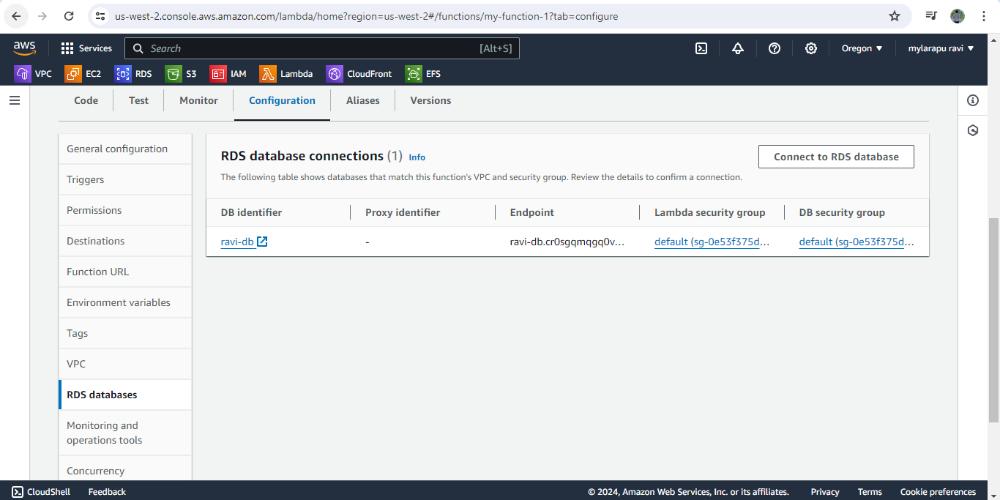 us-west-2.console.aws.amazon.com/lambda/home?region=us-west-2#/functions/my-function-1?tab=configure
aws Services Search [Alt+S] Oregon mylarapu ravi
VPC EC2 RDS S3 IAM Lambda CloudFront EFS
Code Test Monitor Configuration Aliases Versions
General configuration
Triggers
Permissions
Destinations
Function URL
Environment variables
Tags
VPC
RDS databases
Monitoring and
operations tools
Concurrency
RDS database connections (1) Info
Connect to RDS database
The following table shows databases that match this function's VPC and security group. Review the details to confirm a connection.
DB identifier Proxy identifier Endpoint Lambda security group DB security group
ravi-db - ravi-db.cr0sgqmqgq0v... default (sg-0e53f375d... default (sg-0e53f375d...
CloudShell Feedback © 2024, Amazon Web Services, Inc. or its affiliates. Privacy Terms Cookie preferences